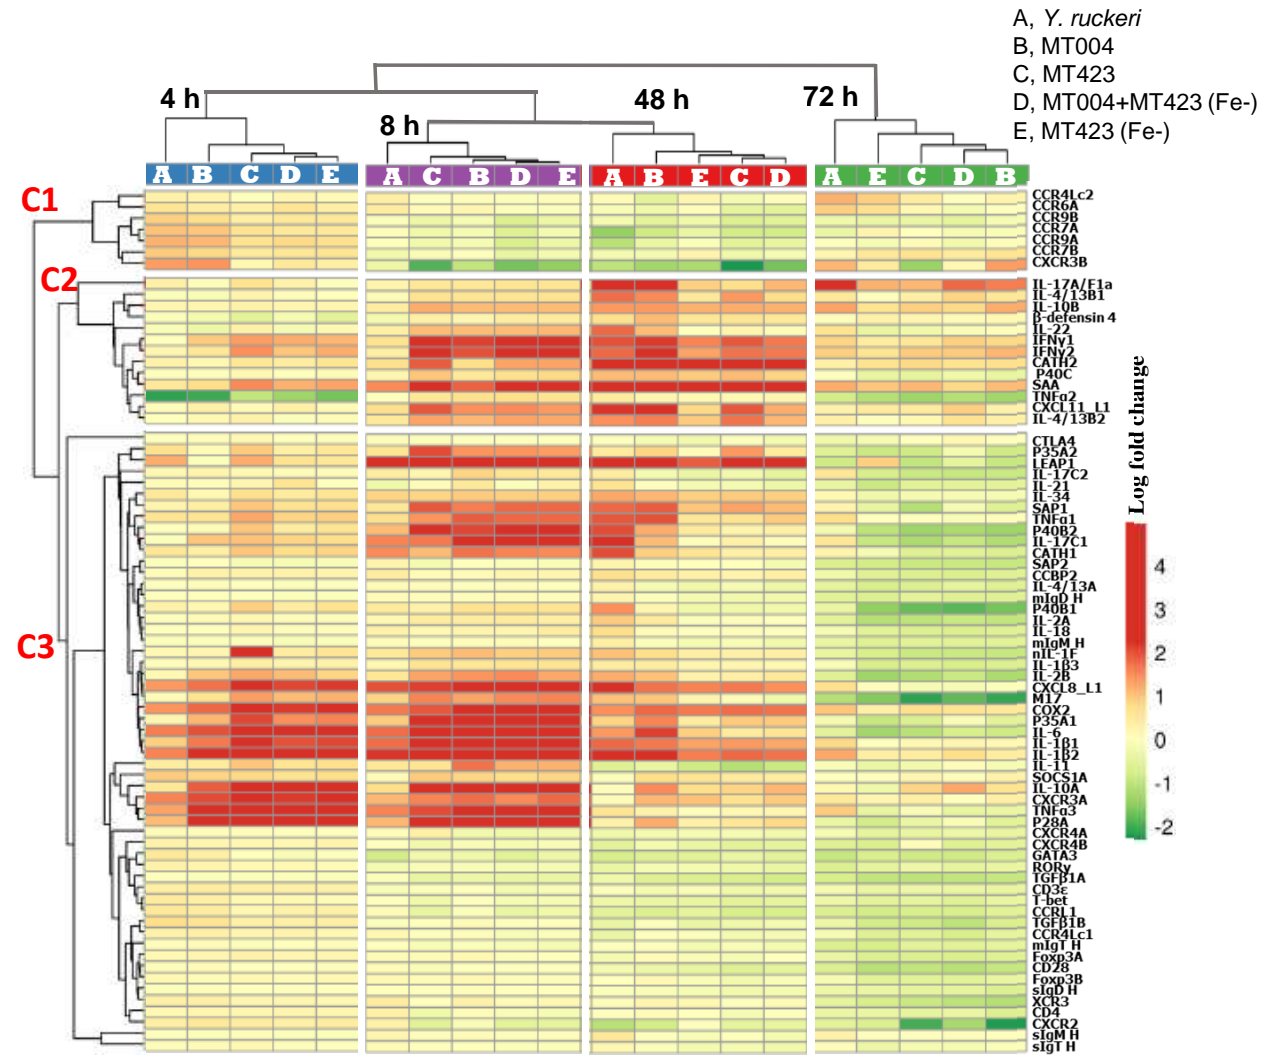 A, Y. ruckeri
B, MT004
C, MT423
D, MT004+MT423 (Fe-)
E, MT423 (Fe-)
4 h
8 h
48 h
72 h
A B C D E
A C B D E
A B E C D
A E C D B
C1
C2
C3
CCR4Lc2
CCR6A
CCR9B
CCR7A
CCR9A
CCR7B
CXCR3B
IL-17A/F1a
IL-4/13B1
IL-10B
β-defensin 4
IL-22
IFNγ1
IFNγ2
CATH2
P40C
SAA
TNFα2
CXCL11_L1
IL-4/13B2
CTLA4
P35A2
LEAP1
IL-17C2
IL-21
IL-34
SAP1
TNFα1
P40B2
IL-17C1
CATH1
SAP2
CCBP2
IL-4/13A
mIgD H
P40B1
IL-2A
IL-18
mIgM H
nIL-1F
IL-1β3
IL-2B
CXCL8_L1
M17
COX2
P35A1
IL-6
IL-1β1
IL-1β2
IL-11
SOCS1A
IL-10A
CXCR3A
TNFα3
P28A
CXCR4A
CXCR4B
GATA3
RORγ
TGFβ1A
CD3ε
T-bet
CCRL1
TGFβ1B
CCR4Lc1
mIgT H
Foxp3A
CD28
Foxp3B
sIgD H
XCR3
CD4
CXCR2
sIgM H
sIgT H
Log fold change
4
3
2
1
0
-1
-2